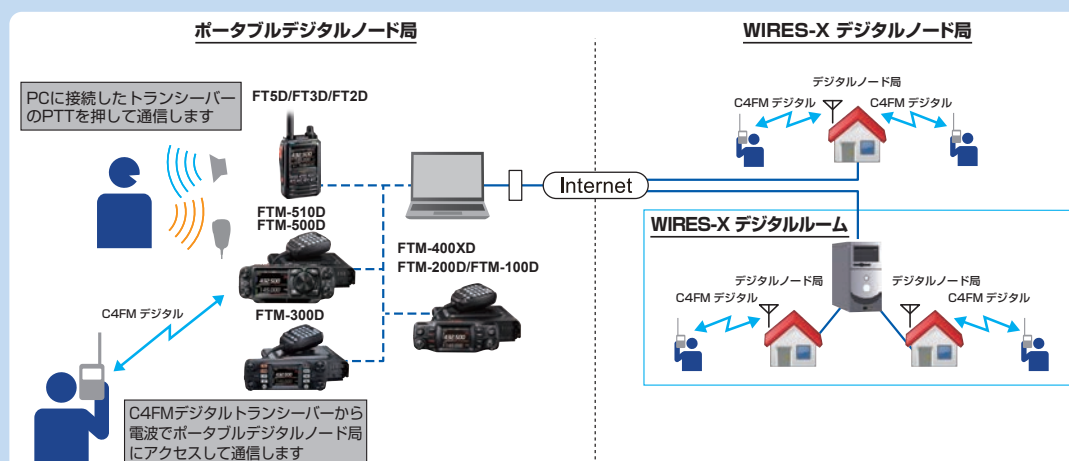 ポータブルデジタルノード局
PCに接続したトランシーバー
のPTTを押して通信します
FT5D/FT3D/FT2D
FTM-510D
FTM-500D
FTM-400XD
FTM-200D/FTM-100D
FTM-300D
C4FM デジタル
C4FMデジタルトランシーバーから
電波でポータブルデジタルノード局
にアクセスして通信します
Internet
WIRES-X デジタルノード局
デジタルノード局
C4FM デジタル
C4FM デジタル
WIRES-X デジタルルーム
デジタルノード局
C4FM デジタル
デジタルノード局
C4FM デジタル